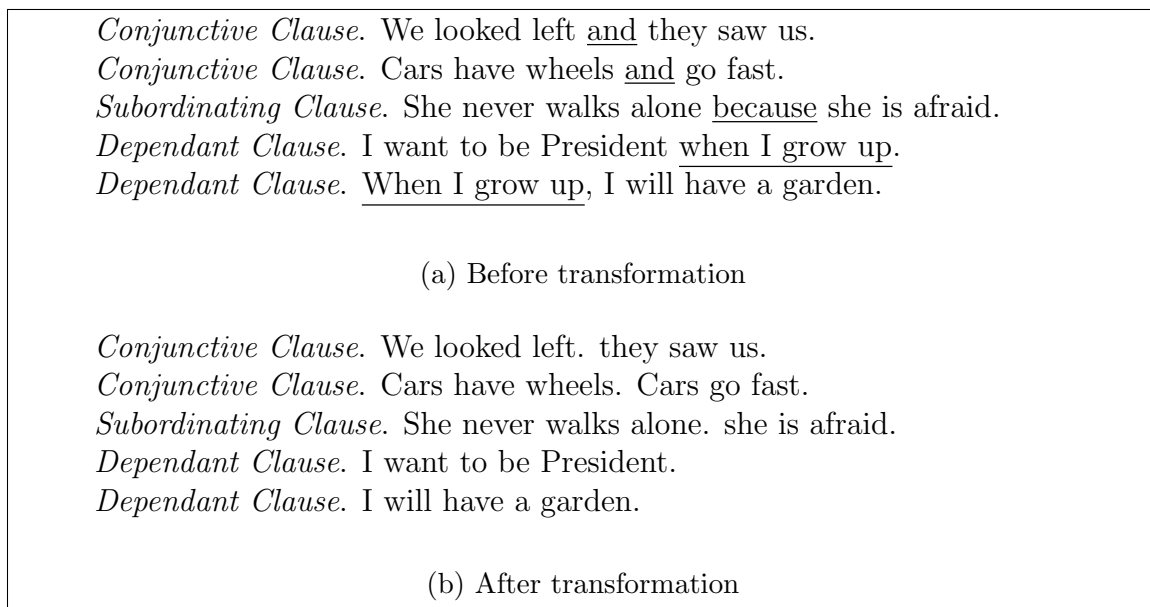 Conjunctive Clause. We looked left and they saw us.
Conjunctive Clause. Cars have wheels and go fast.
Subordinating Clause. She never walks alone because she is afraid.
Dependant Clause. I want to be President when I grow up.
Dependant Clause. When I grow up, I will have a garden.
(a) Before transformation
Conjunctive Clause. We looked left. they saw us.
Conjunctive Clause. Cars have wheels. Cars go fast.
Subordinating Clause. She never walks alone. she is afraid.
Dependant Clause. I want to be President.
Dependant Clause. I will have a garden.
(b) After transformation